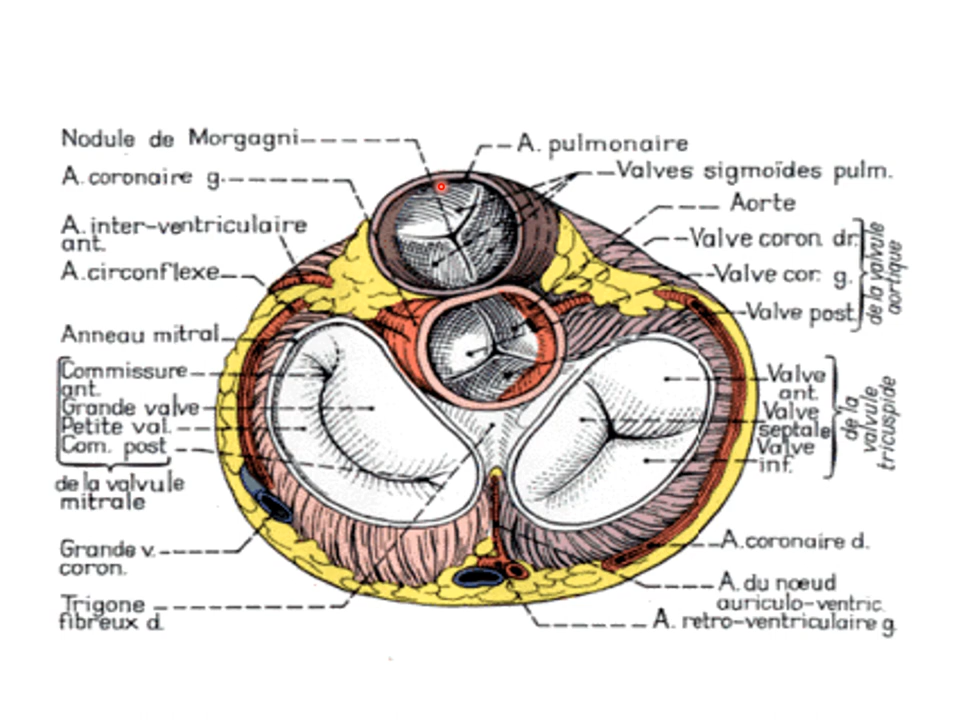 Nodule de Morgagni
A. coronaire g.
A. inter-ventriculaire
ant.
A. circonflexe
Anneau mitral
Commissure
ant.
Grande valve
Petite val.
Com. post
de la valvule
mitrale
Grande v.
coron.
Trigone
fibreux d.
A. pulmonaire
Valves sigmoïdes pulm.
Aorte
Valve coron. dr.
Valve cor. g.
Valve post.
de la valvule
aortique
Valve
ant.
Valve
septale
Valve
inf.
de la
valvule
tricuspide
A. coronaire d.
A. du nœud
auriculo-ventric.
A. retro-ventriculaire g